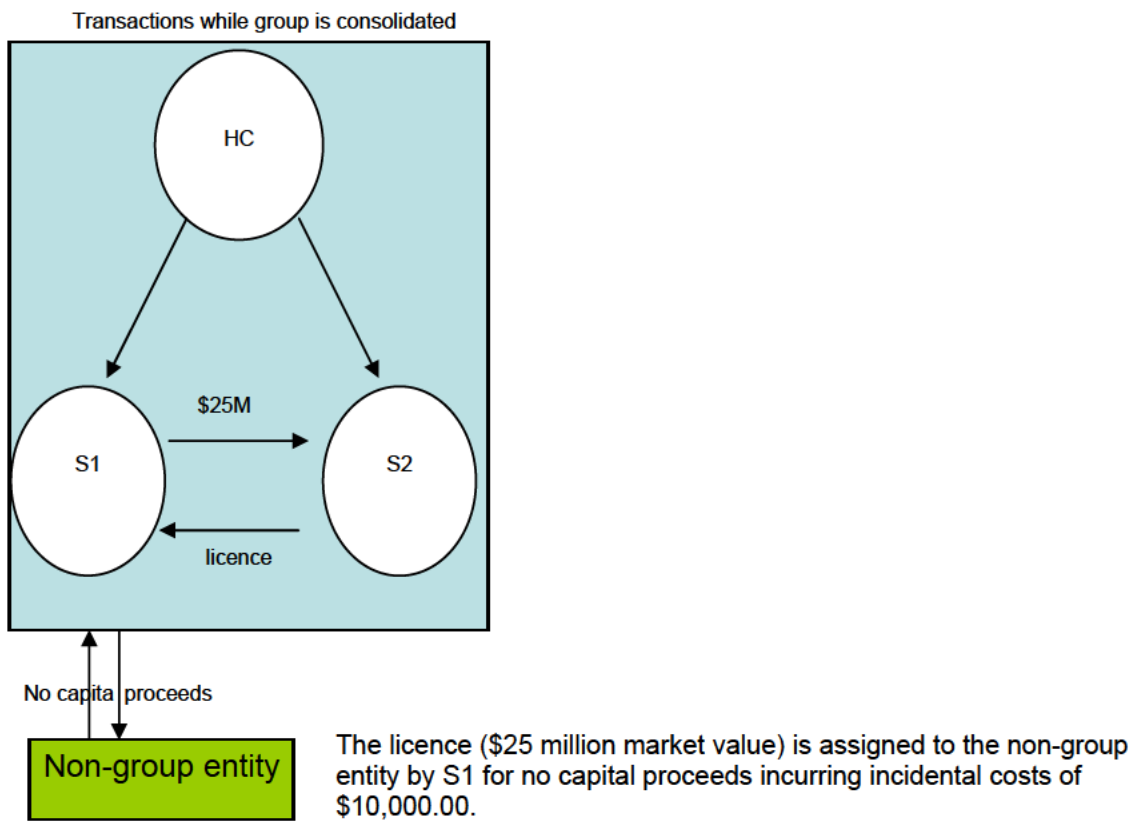 Transactions while group is consolidated
HC
$25M
S1
S2
licence
No capita proceeds
Non-group entity
The licence ($25 million market value) is assigned to the non-group
entity by S1 for no capital proceeds incurring incidental costs of
$10,000.00.